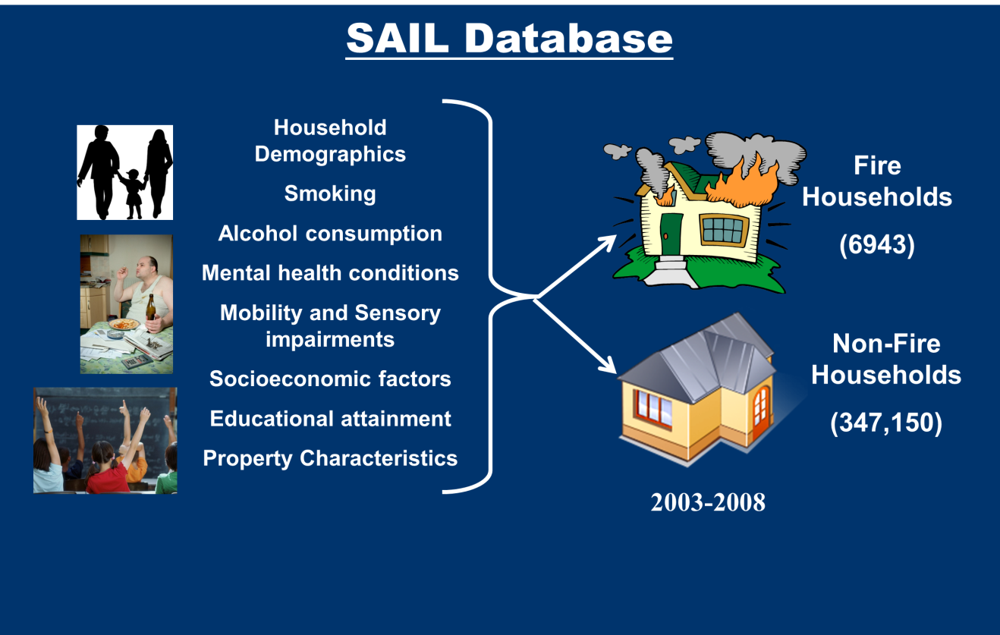 SAIL Database
Household
Demographics
Smoking
Alcohol consumption
Mental health conditions
Mobility and Sensory
impairments
Socioeconomic factors
Educational attainment
Property Characteristics
Fire
Households
(6943)
Non-Fire
Households
(347,150)
2003-2008